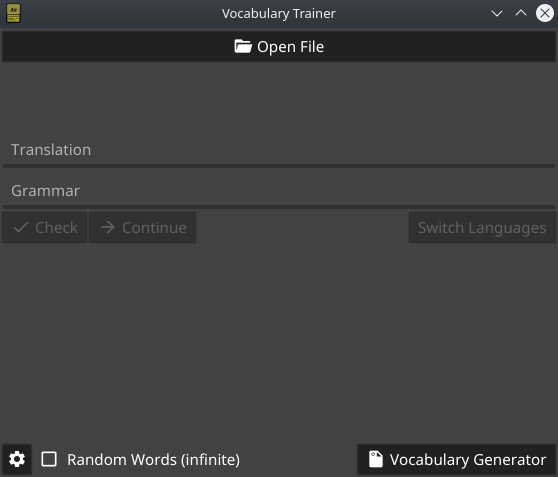 Vocabulary Trainer
Open File
Translation
Grammar
Check Continue Switch Languages
Random Words (infinite) Vocabulary Generator